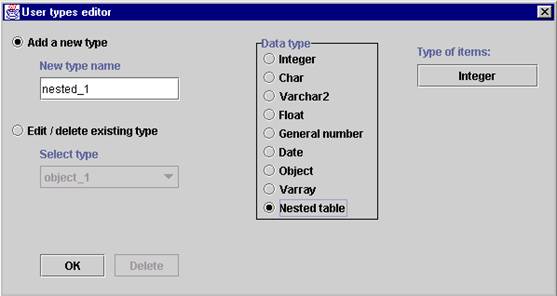 User types editor
Add a new type
New type name
nested_1
Edit / delete existing type
Select type
object_1
OK
Delete
Data type
Integer
Char
Varchar2
Float
General number
Date
Object
Varray
Nested table
Type of items:
Integer